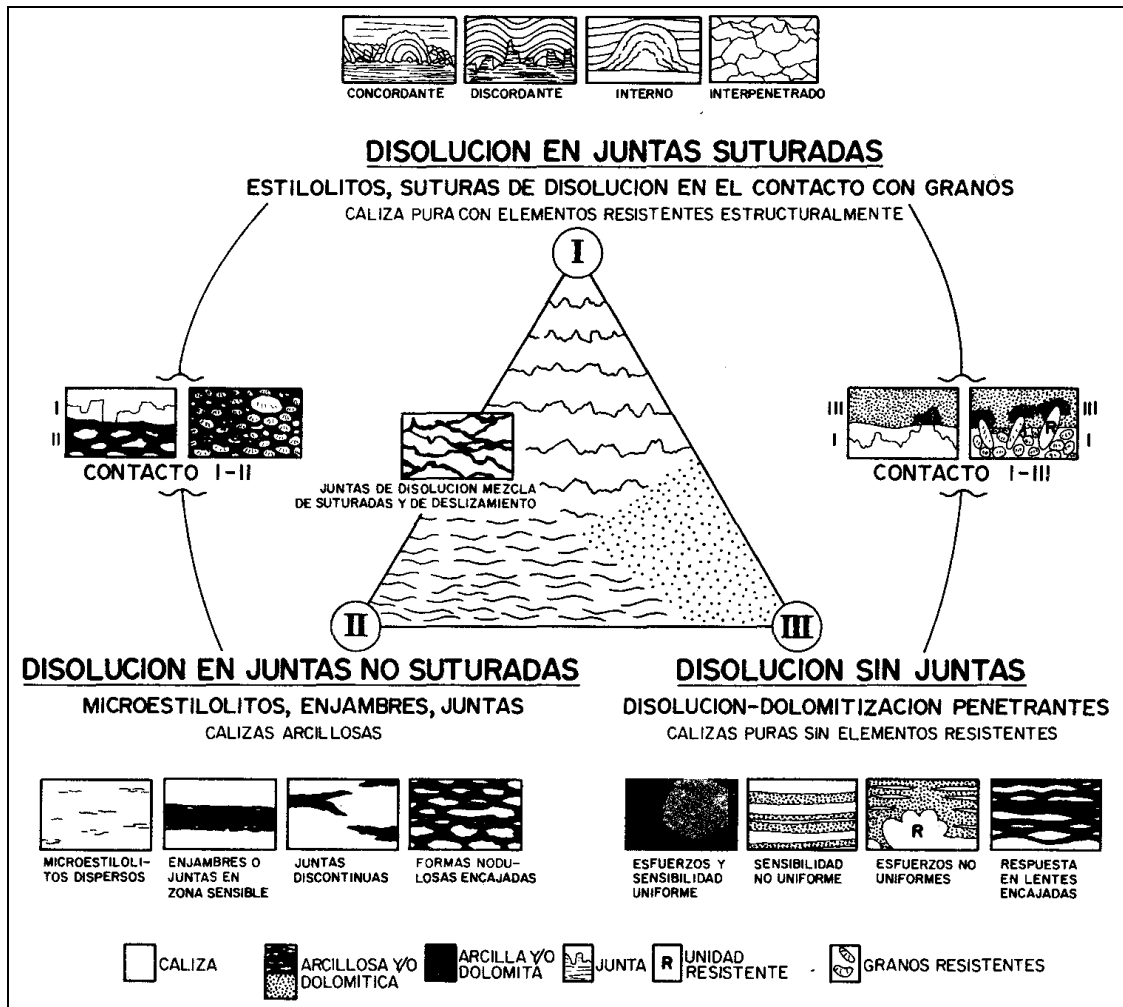 CONCORDANTE
DISCORDANTE
INTERNO
INTERPENETRADO
DISOLUCION EN JUNTAS SUTURADAS
ESTILOLITOS, SUTURAS DE DISOLUCION EN EL CONTACTO CON GRANOS
CALIZA PURA CON ELEMENTOS RESISTENTES ESTRUCTURALMENTE
I
I
II
CONTACTO I-II
III
I
R
III
I
CONTACTO I-III
JUNTAS DE DISOLUCION MEZCLA
DE SUTURADAS Y DE DESLIZAMIENTO
II
III
DISOLUCION EN JUNTAS NO SUTURADAS
MICROESTILOLITOS, ENJAMBRES, JUNTAS
CALIZAS ARCILLOSAS
DISOLUCION SIN JUNTAS
DISOLUCION-DOLOMITIZACION PENETRANTES
CALIZAS PURAS SIN ELEMENTOS RESISTENTES
MICROESTILOLI-
TOS DISPERSOS
ENJAMBRES O
JUNTAS EN
ZONA SENSIBLE
JUNTAS
DISCONTINUAS
FORMAS NODU-
LOSAS ENCAJADAS
ESFUERZOS Y
SENSIBILIDAD
UNIFORME
SENSIBILIDAD
NO UNIFORME
R
ESFUERZOS NO
UNIFORMES
RESPUESTA
EN LENTES
ENCAJADAS
CALIZA
ARCILLOSA Y/O
DOLOMITICA
ARCILLA Y/O
DOLOMITA
JUNTA
R
UNIDAD
RESISTENTE
GRANOS RESISTENTES